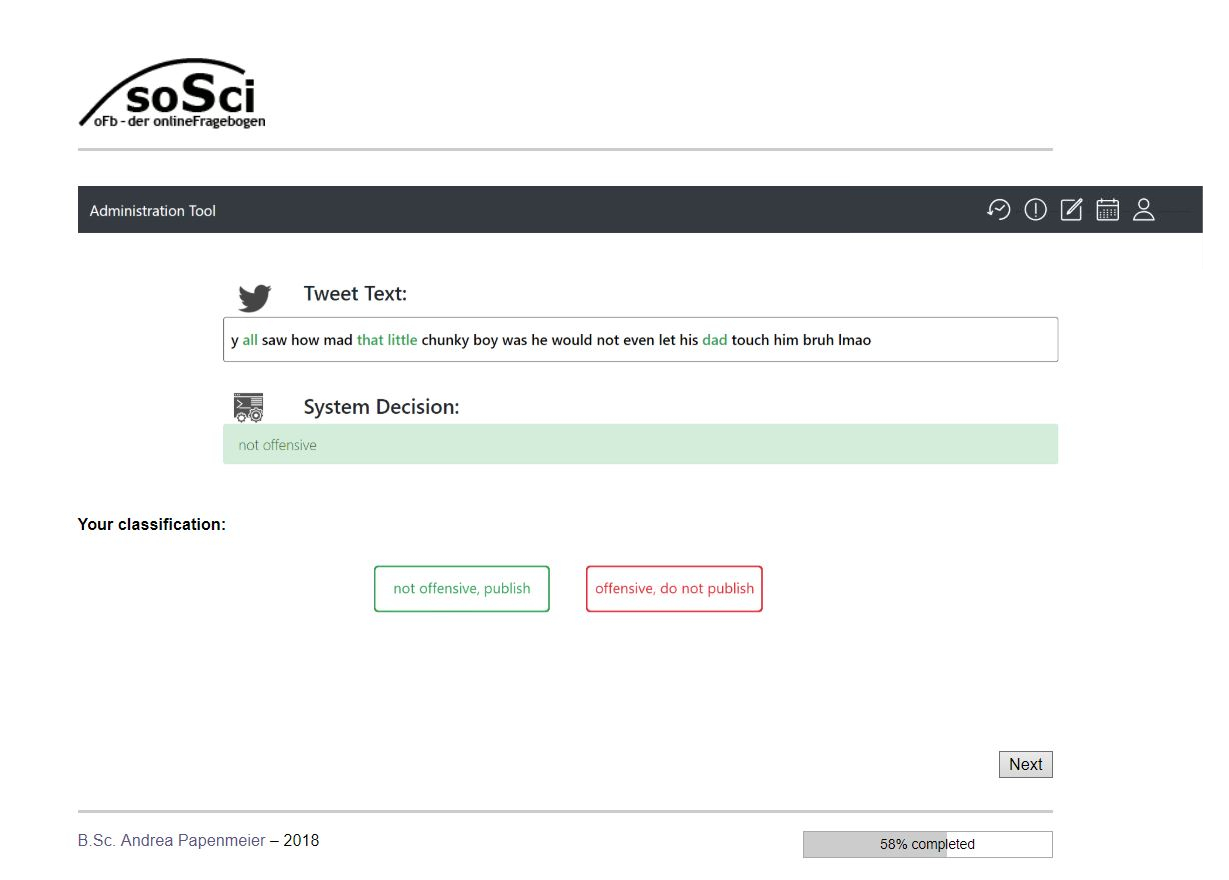 soSci
oFb - der onlineFragebogen
Administration Tool
Tweet Text:
y all saw how mad that little chunky boy was he would not even let his dad touch him bruh lmao
System Decision:
not offensive
Your classification:
not offensive, publish
offensive, do not publish
Next
B.Sc. Andrea Papenmeier – 2018
58% completed